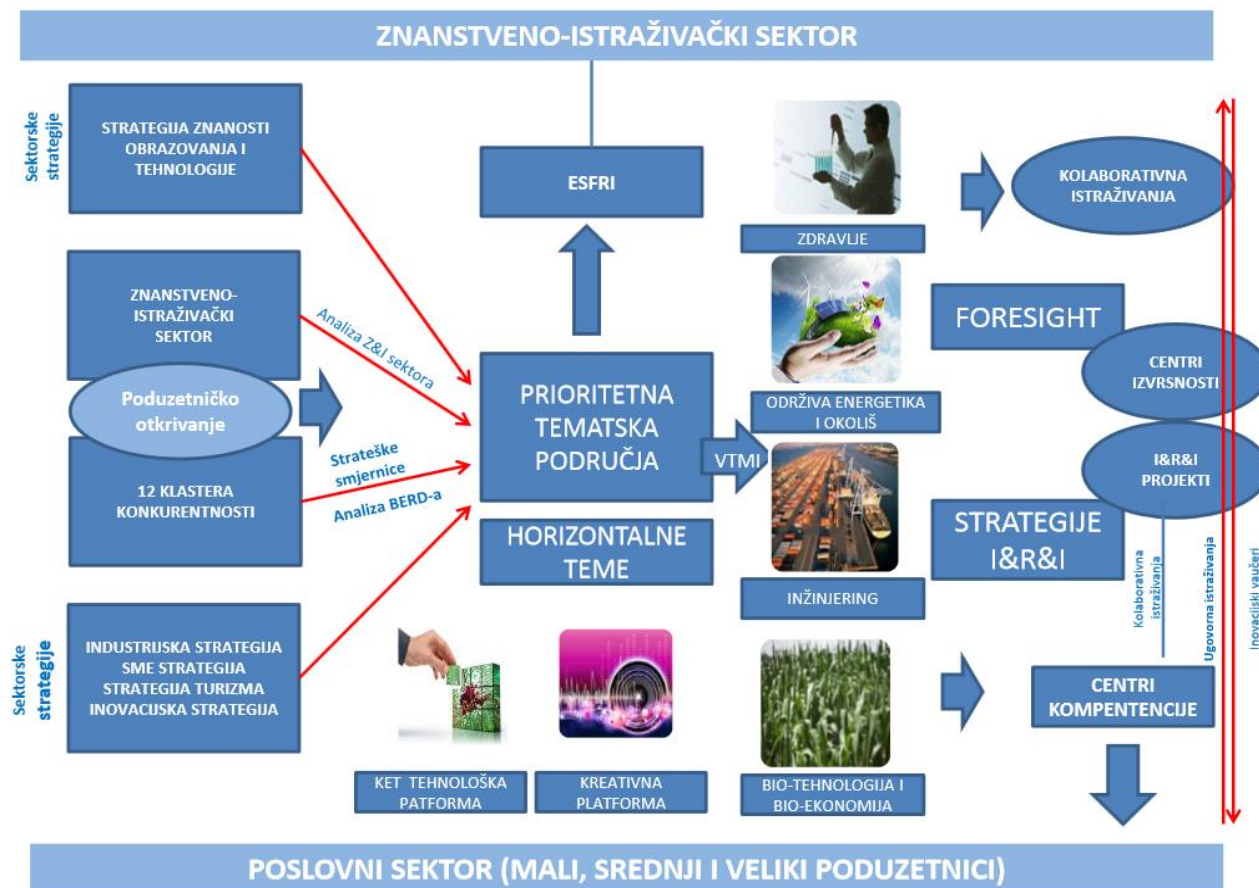 ZNANSTVENO-ISTRAŽIVAČKI SEKTOR
Sektorske
strategije
STRATEGIJA ZNANOSTI
OBRAZOVANJA I
TEHNOLOGIJE
ESFRI
ZDRAVLJE
KOLABORATIVNA
ISTRAŽIVANJA
ZNANSTVENO-
ISTRAŽIVAČKI
SEKTOR
Analiza Z&I sektora
Poduzetničko
otkrivanje
12 KLASTERA
KONKURENTNOSTI
Strateške
smjernice
Analiza BERD-a
PRIORITETNA
TEMATSKA
PODRUČJA
VTMI
HORIZONTALNE
TEME
ODRŽIVA ENERGETIKA
I OKOLIŠ
FORESIGHT
CENTRI
IZVRSNOSTI
I&R&I
PROJEKTI
STRATEGIJE
I&R&I
INŽINJERING
Kolaborativna
istraživanja
Ugovorna istraživanja
Inovacijski vaučeri
Sektorske
strategije
INDUSTRIJSKA STRATEGIJA
SME STRATEGIJA
STRATEGIJA TURIZMA
INOVACIJSKA STRATEGIJA
KET TEHNOLOŠKA
PATFORMA
KREATIVNA
PLATFORMA
BIO-TEHNOLOGIJA I
BIO-EKONOMIJA
CENTRI
KOMPENTENCIJE
POSLOVNI SEKTOR (MALI, SREDNJI I VELIKI PODUZETNICI)